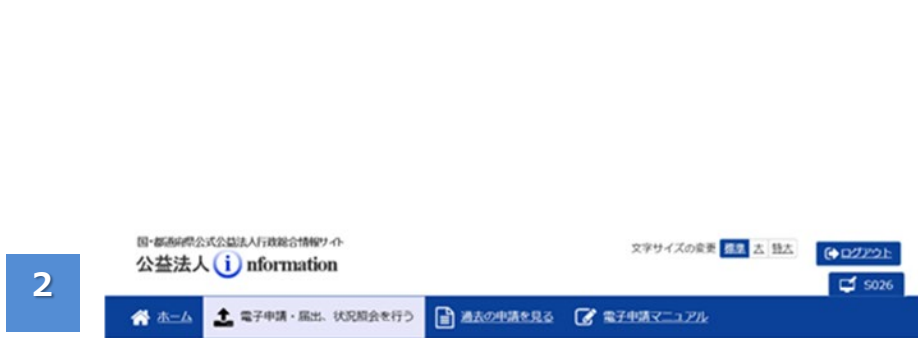 国・都道府県公式公益法人行政総合情報サイト
公益法人 information
文字サイズの変更 標準 大 特大
ログアウト
S026
2
ホーム 電子申請・届出、状況照会を行う 過去の申請を見る 電子申請マニュアル